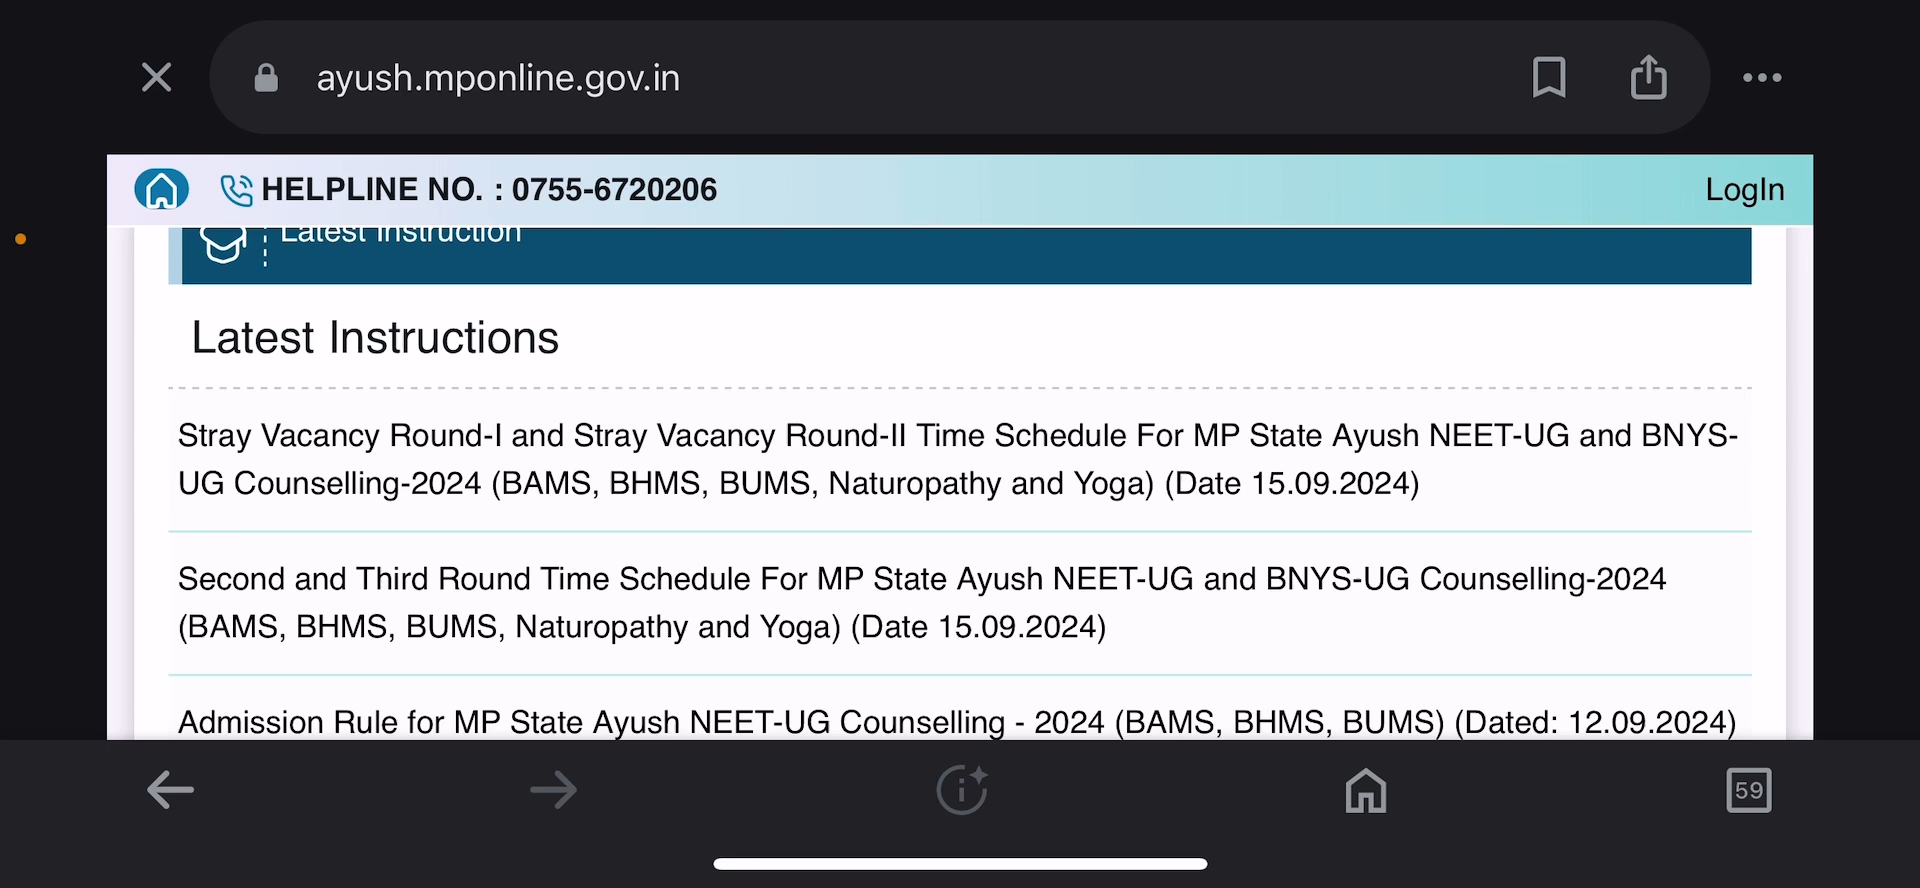 ayush.mponline.gov.in
HELPLINE NO. : 0755-6720206
LogIn
Latest Instruction
Latest Instructions
Stray Vacancy Round-I and Stray Vacancy Round-II Time Schedule For MP State Ayush NEET-UG and BNYS-
UG Counselling-2024 (BAMS, BHMS, BUMS, Naturopathy and Yoga) (Date 15.09.2024)
Second and Third Round Time Schedule For MP State Ayush NEET-UG and BNYS-UG Counselling-2024
(BAMS, BHMS, BUMS, Naturopathy and Yoga) (Date 15.09.2024)
Admission Rule for MP State Ayush NEET-UG Counselling - 2024 (BAMS, BHMS, BUMS) (Dated: 12.09.2024)
59